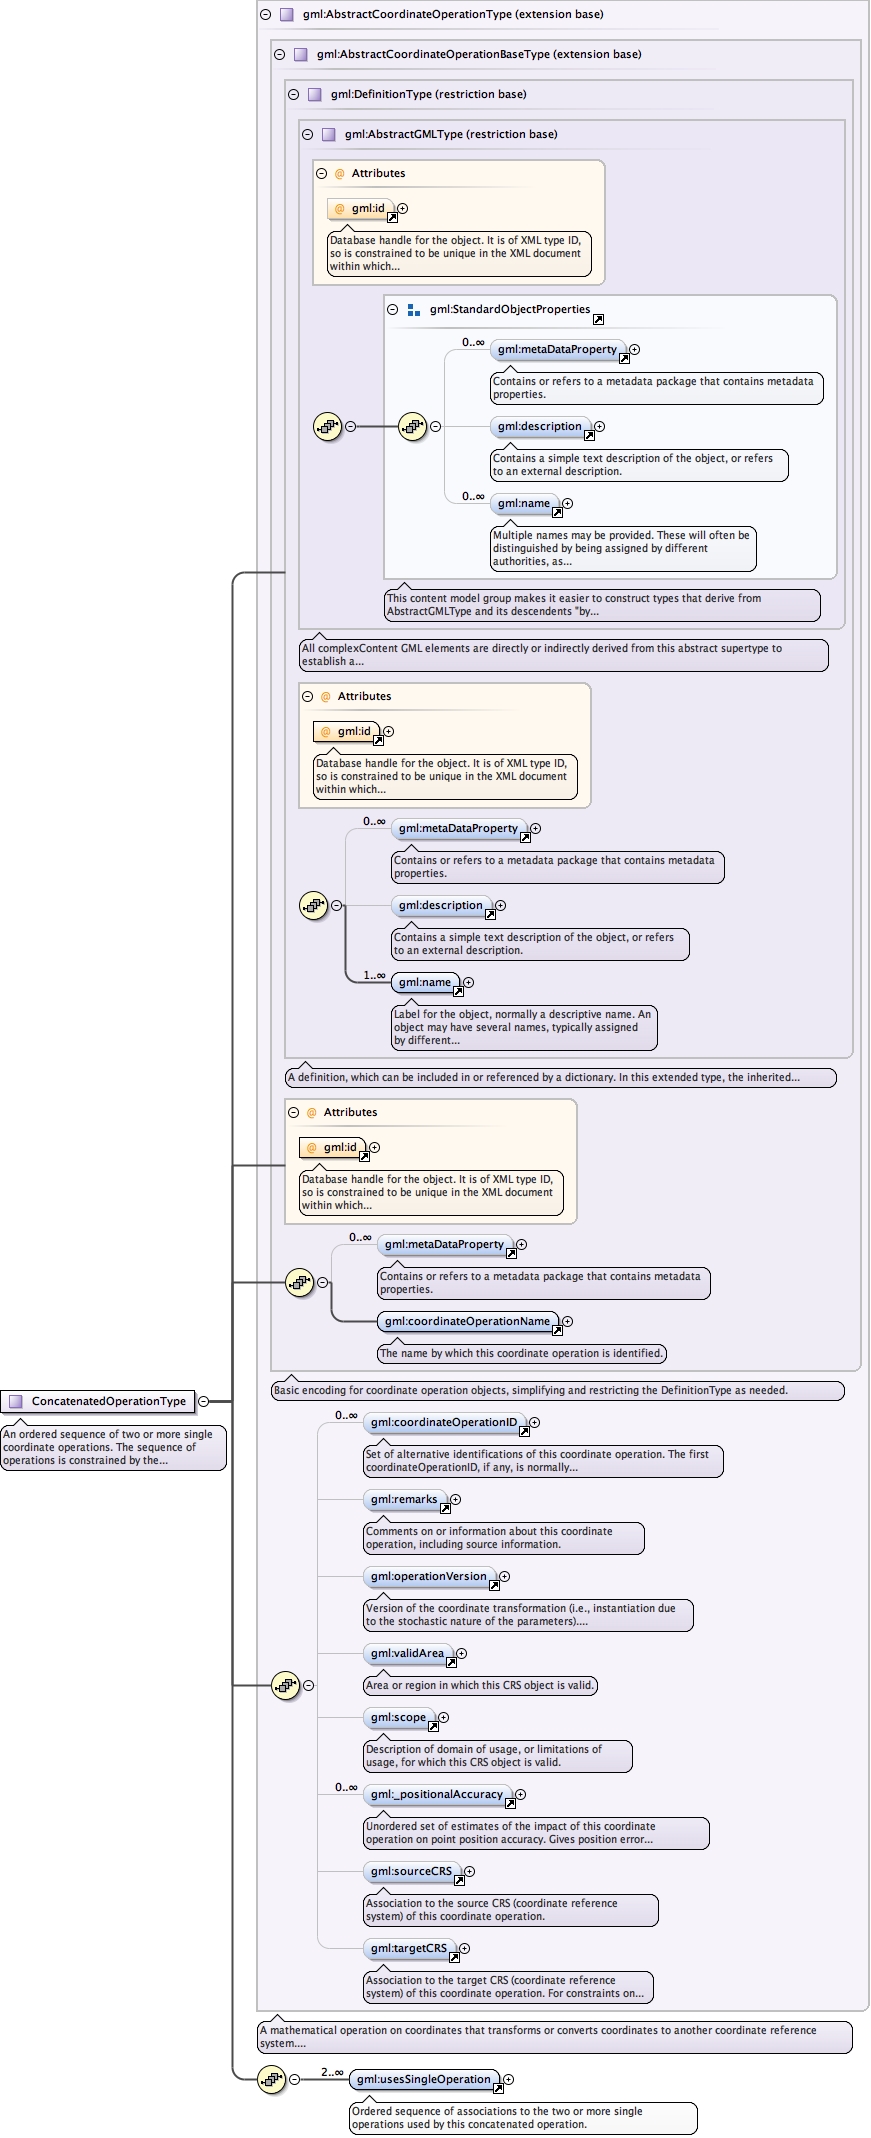 gml:AbstractCoordinateOperationType (extension base)
gml:AbstractCoordinateOperationBaseType (extension base)
gml:DefinitionType (restriction base)
gml:AbstractGMLType (restriction base)
@ Attributes
@ gml:id
Database handle for the object. It is of XML type ID,
so is constrained to be unique in the XML document
within which...
gml:StandardObjectProperties
0..∞
gml:metaDataProperty
Contains or refers to a metadata package that contains metadata
properties.
gml:description
Contains a simple text description of the object, or refers
to an external description.
0..∞
gml:name
Multiple names may be provided. These will often be
distinguished by being assigned by different
authorities, as...
This content model group makes it easier to construct types that derive from
AbstractGMLType and its descendents "by...
All complexContent GML elements are directly or indirectly derived from this abstract supertype to
establish a...
@ Attributes
@ gml:id
Database handle for the object. It is of XML type ID,
so is constrained to be unique in the XML document
within which...
0..∞
gml:metaDataProperty
Contains or refers to a metadata package that contains metadata
properties.
gml:description
Contains a simple text description of the object, or refers
to an external description.
1..∞
gml:name
Label for the object, normally a descriptive name. An
object may have several names, typically assigned
by different...
A definition, which can be included in or referenced by a dictionary. In this extended type, the inherited...
@ Attributes
@ gml:id
Database handle for the object. It is of XML type ID,
so is constrained to be unique in the XML document
within which...
0..∞
gml:metaDataProperty
Contains or refers to a metadata package that contains metadata
properties.
gml:coordinateOperationName
The name by which this coordinate operation is identified.
Basic encoding for coordinate operation objects, simplifying and restricting the DefinitionType as needed.
ConcatenatedOperationType
An ordered sequence of two or more single
coordinate operations. The sequence of
operations is constrained by the...
0..∞
gml:coordinateOperationID
Set of alternative identifications of this coordinate operation. The first
coordinateOperationID, if any, is normally...
gml:remarks
Comments on or information about this coordinate
operation, including source information.
gml:operationVersion
Version of the coordinate transformation (i.e., instantiation due
to the stochastic nature of the parameters)....
gml:validArea
Area or region in which this CRS object is valid.
gml:scope
Description of domain of usage, or limitations of
usage, for which this CRS object is valid.
0..∞
gml:_positionalAccuracy
Unordered set of estimates of the impact of this coordinate
operation on point position accuracy. Gives position error...
gml:sourceCRS
Association to the source CRS (coordinate reference
system) of this coordinate operation.
gml:targetCRS
Association to the target CRS (coordinate reference
system) of this coordinate operation. For constraints on...
A mathematical operation on coordinates that transforms or converts coordinates to another coordinate reference
system....
2..∞
gml:usesSingleOperation
Ordered sequence of associations to the two or more single
operations used by this concatenated operation.